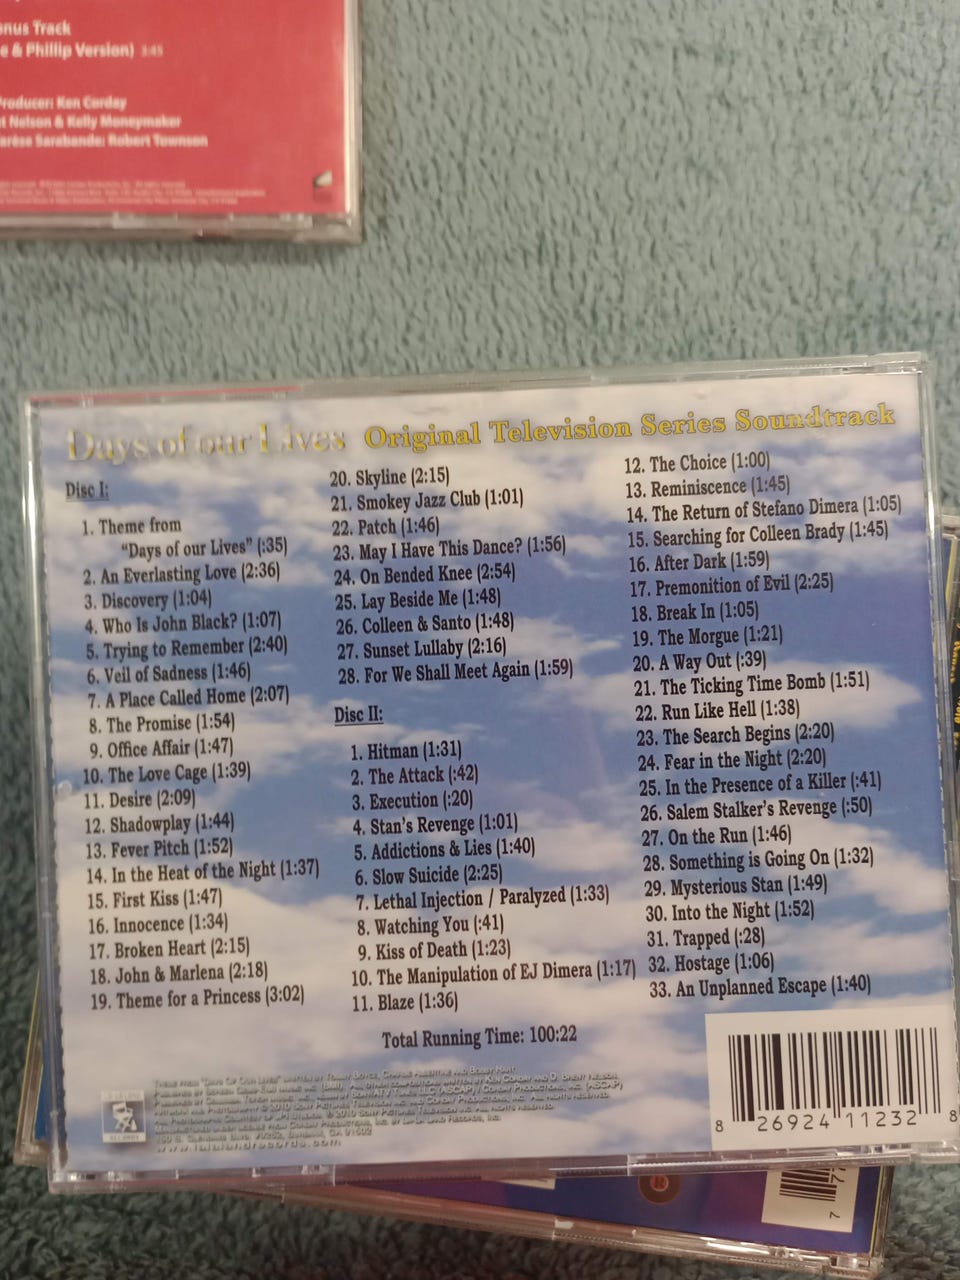 onus Track
e & Phillip Version) 3:45
Producer: Ken Corday
t Nelson & Kelly Moneymaker
arèse Sarabande: Robert Townson
Days of our Lives Original Television Series Soundtrack
Disc I:
1. Theme from
"Days of our Lives" (:35)
2. An Everlasting Love (2:36)
3. Discovery (1:04)
4. Who Is John Black? (1:07)
5. Trying to Remember (2:40)
6. Veil of Sadness (1:46)
7. A Place Called Home (2:07)
8. The Promise (1:54)
9. Office Affair (1:47)
10. The Love Cage (1:39)
11. Desire (2:09)
12. Shadowplay (1:44)
13. Fever Pitch (1:52)
14. In the Heat of the Night (1:37)
15. First Kiss (1:47)
16. Innocence (1:34)
17. Broken Heart (2:15)
18. John & Marlena (2:18)
19. Theme for a Princess (3:02)
20. Skyline (2:15)
21. Smokey Jazz Club (1:01)
22. Patch (1:46)
23. May I Have This Dance? (1:56)
24. On Bended Knee (2:54)
25. Lay Beside Me (1:48)
26. Colleen & Santo (1:48)
27. Sunset Lullaby (2:16)
28. For We Shall Meet Again (1:59)
Disc II:
1. Hitman (1:31)
2. The Attack (:42)
3. Execution (:20)
4. Stan's Revenge (1:01)
5. Addictions & Lies (1:40)
6. Slow Suicide (2:25)
7. Lethal Injection / Paralyzed (1:33)
8. Watching You (:41)
9. Kiss of Death (1:23)
10. The Manipulation of EJ Dimera (1:17)
11. Blaze (1:36)
12. The Choice (1:00)
13. Reminiscence (1:45)
14. The Return of Stefano Dimera (1:05)
15. Searching for Colleen Brady (1:45)
16. After Dark (1:59)
17. Premonition of Evil (2:25)
18. Break In (1:05)
19. The Morgue (1:21)
20. A Way Out (:39)
21. The Ticking Time Bomb (1:51)
22. Run Like Hell (1:38)
23. The Search Begins (2:20)
24. Fear in the Night (2:20)
25. In the Presence of a Killer (:41)
26. Salem Stalker's Revenge (:50)
27. On the Run (1:46)
28. Something is Going On (1:32)
29. Mysterious Stan (1:49)
30. Into the Night (1:52)
31. Trapped (:28)
32. Hostage (1:06)
33. An Unplanned Escape (1:40)
Total Running Time: 100:22
Theme from "Days of Our Lives" written by Tommy Boyce, Charles Albertine and Bobby Hart.
www.lalalandrecords.com
8 26924 11232 8